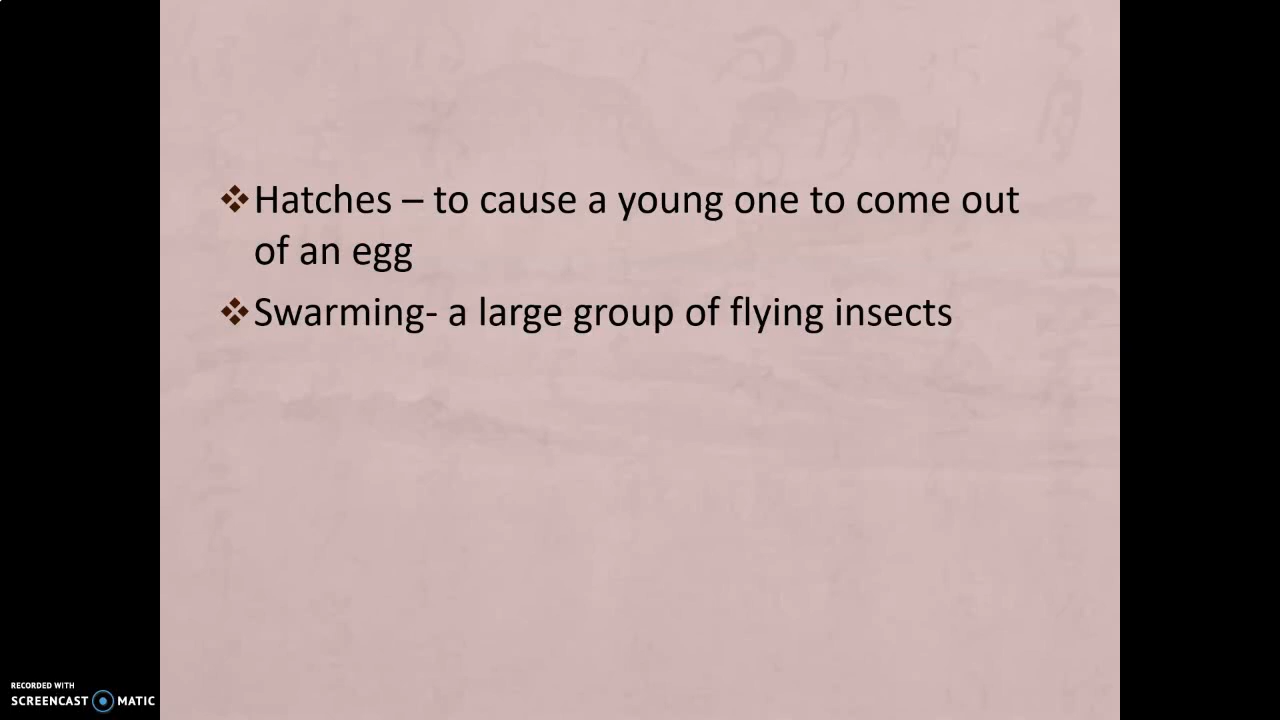 Hatches – to cause a young one to come out
of an egg
Swarming- a large group of flying insects
RECORDED WITH
SCREENCAST MATIC